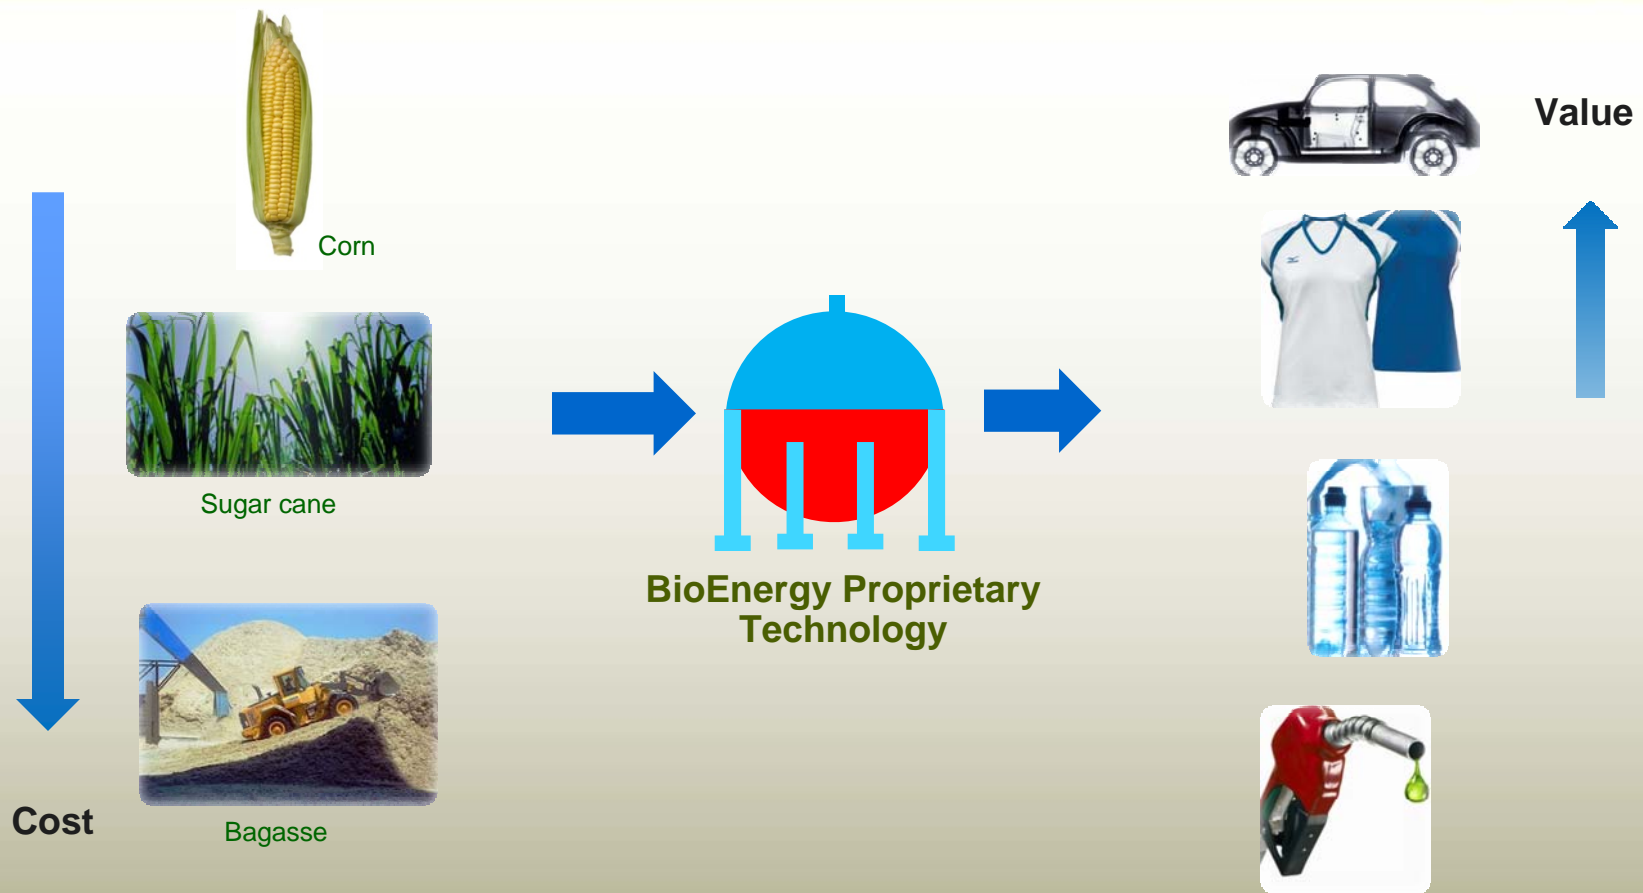 Value
Corn
Sugar cane
BioEnergy Proprietary
Technology
Cost
Bagasse